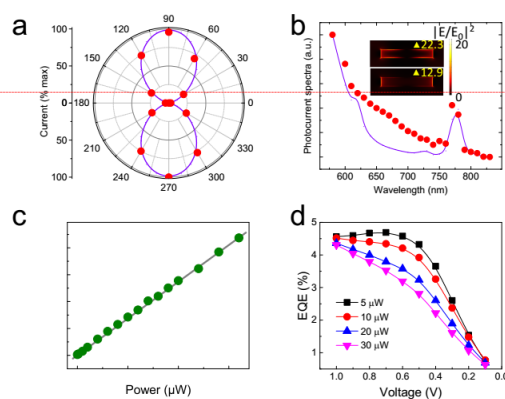 a
90
120
60
150
30
180
0
210
330
240
300
270
100
50
0
50
100
Current (% max)
b
|E/E₀|²
20
0
▲22.3
▲12.9
Photocurrent spectra (a.u.)
600
650
700
750
800
Wavelength (nm)
c
Power (μW)
d
5
4
3
2
1
EQE (%)
5 μW
10 μW
20 μW
30 μW
1.0
0.8
0.6
0.4
0.2
0.0
Voltage (V)